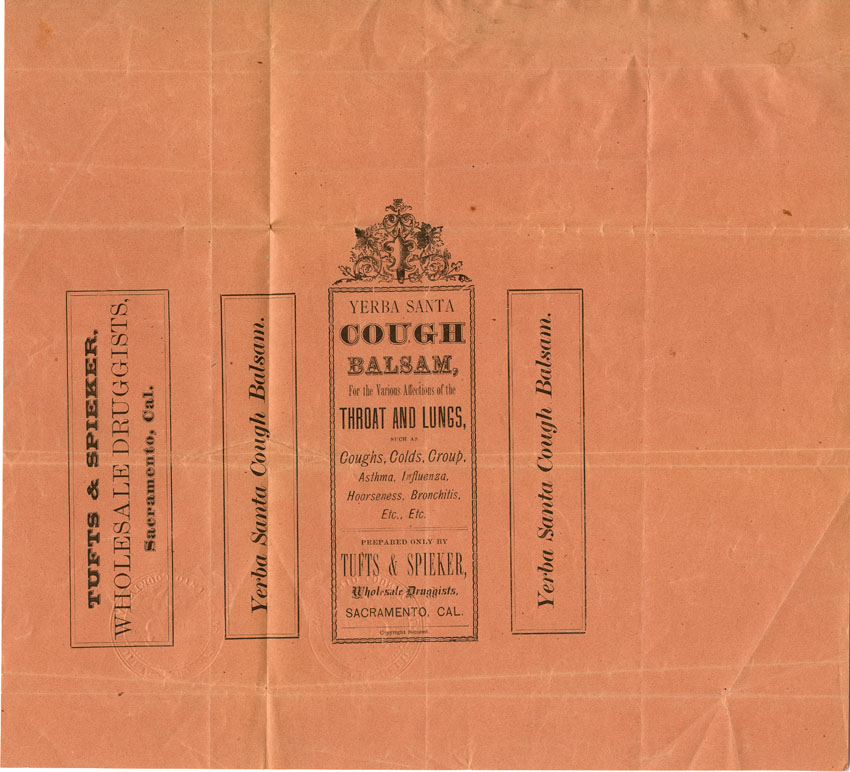 TUFTS & SPIEKER,
WHOLESALE DRUGGISTS,
Sacramento, Cal.
Yerba Santa Cough Balsam.
YERBA SANTA
COUGH
BALSAM,
For the Various Affections of the
THROAT AND LUNGS,
SUCH AS
Coughs, Colds, Croup,
Asthma, Influenza,
Hoarseness, Bronchitis,
Etc., Etc.
PREPARED ONLY BY
TUFTS & SPIEKER,
Wholesale Druggists,
SACRAMENTO, CAL.
Copyright Secured.
Yerba Santa Cough Balsam.